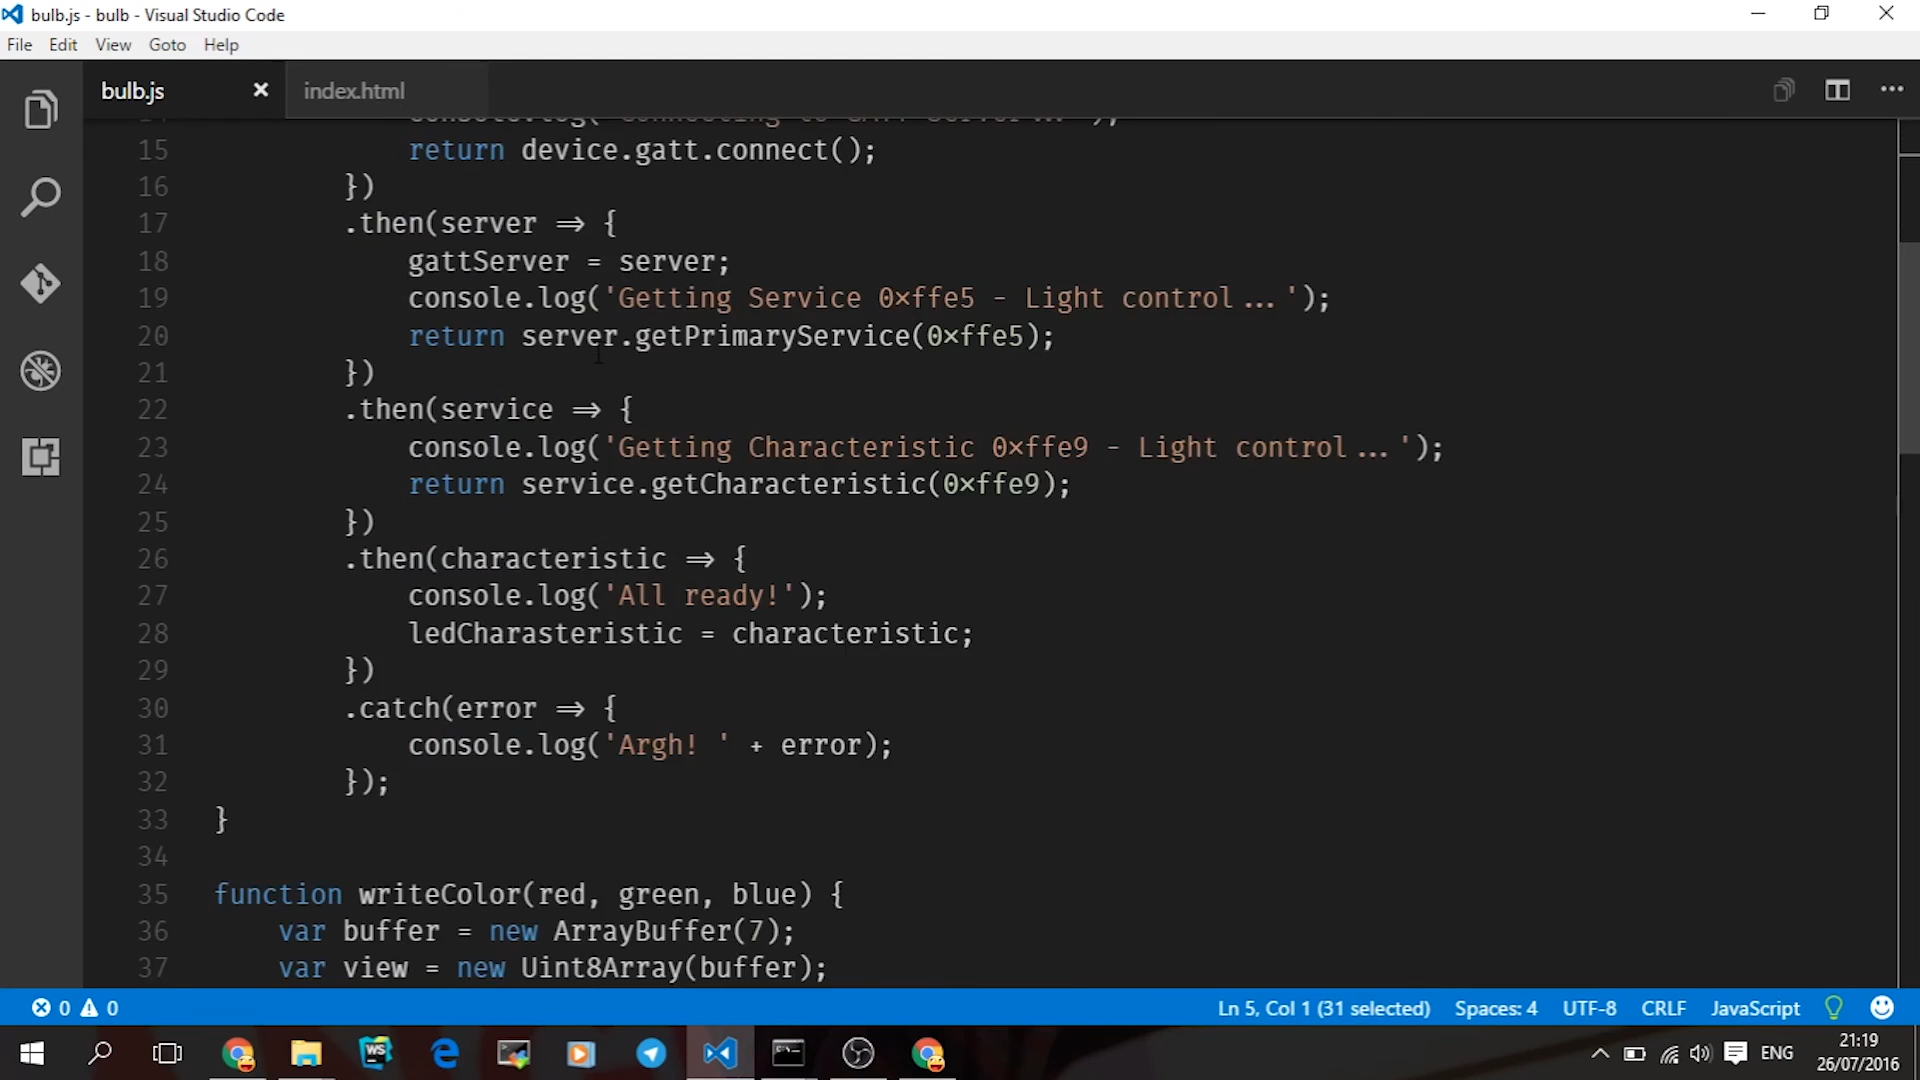 bulb.js - bulb - Visual Studio Code
File Edit View Goto Help
bulb.js index.html
15 return device.gatt.connect();
16 })
17 .then(server => {
18 gattServer = server;
19 console.log('Getting Service 0xffe5 - Light control...');
20 return server.getPrimaryService(0xffe5);
21 })
22 .then(service => {
23 console.log('Getting Characteristic 0xffe9 - Light control...');
24 return service.getCharacteristic(0xffe9);
25 })
26 .then(characteristic => {
27 console.log('All ready!');
28 ledCharasteristic = characteristic;
29 })
30 .catch(error => {
31 console.log('Argh! ' + error);
32 });
33 }
34
35 function writeColor(red, green, blue) {
36 var buffer = new ArrayBuffer(7);
37 var view = new Uint8Array(buffer);
0 0 Ln 5, Col 1 (31 selected) Spaces: 4 UTF-8 CRLF JavaScript
WS ENG 21:19
26/07/2016